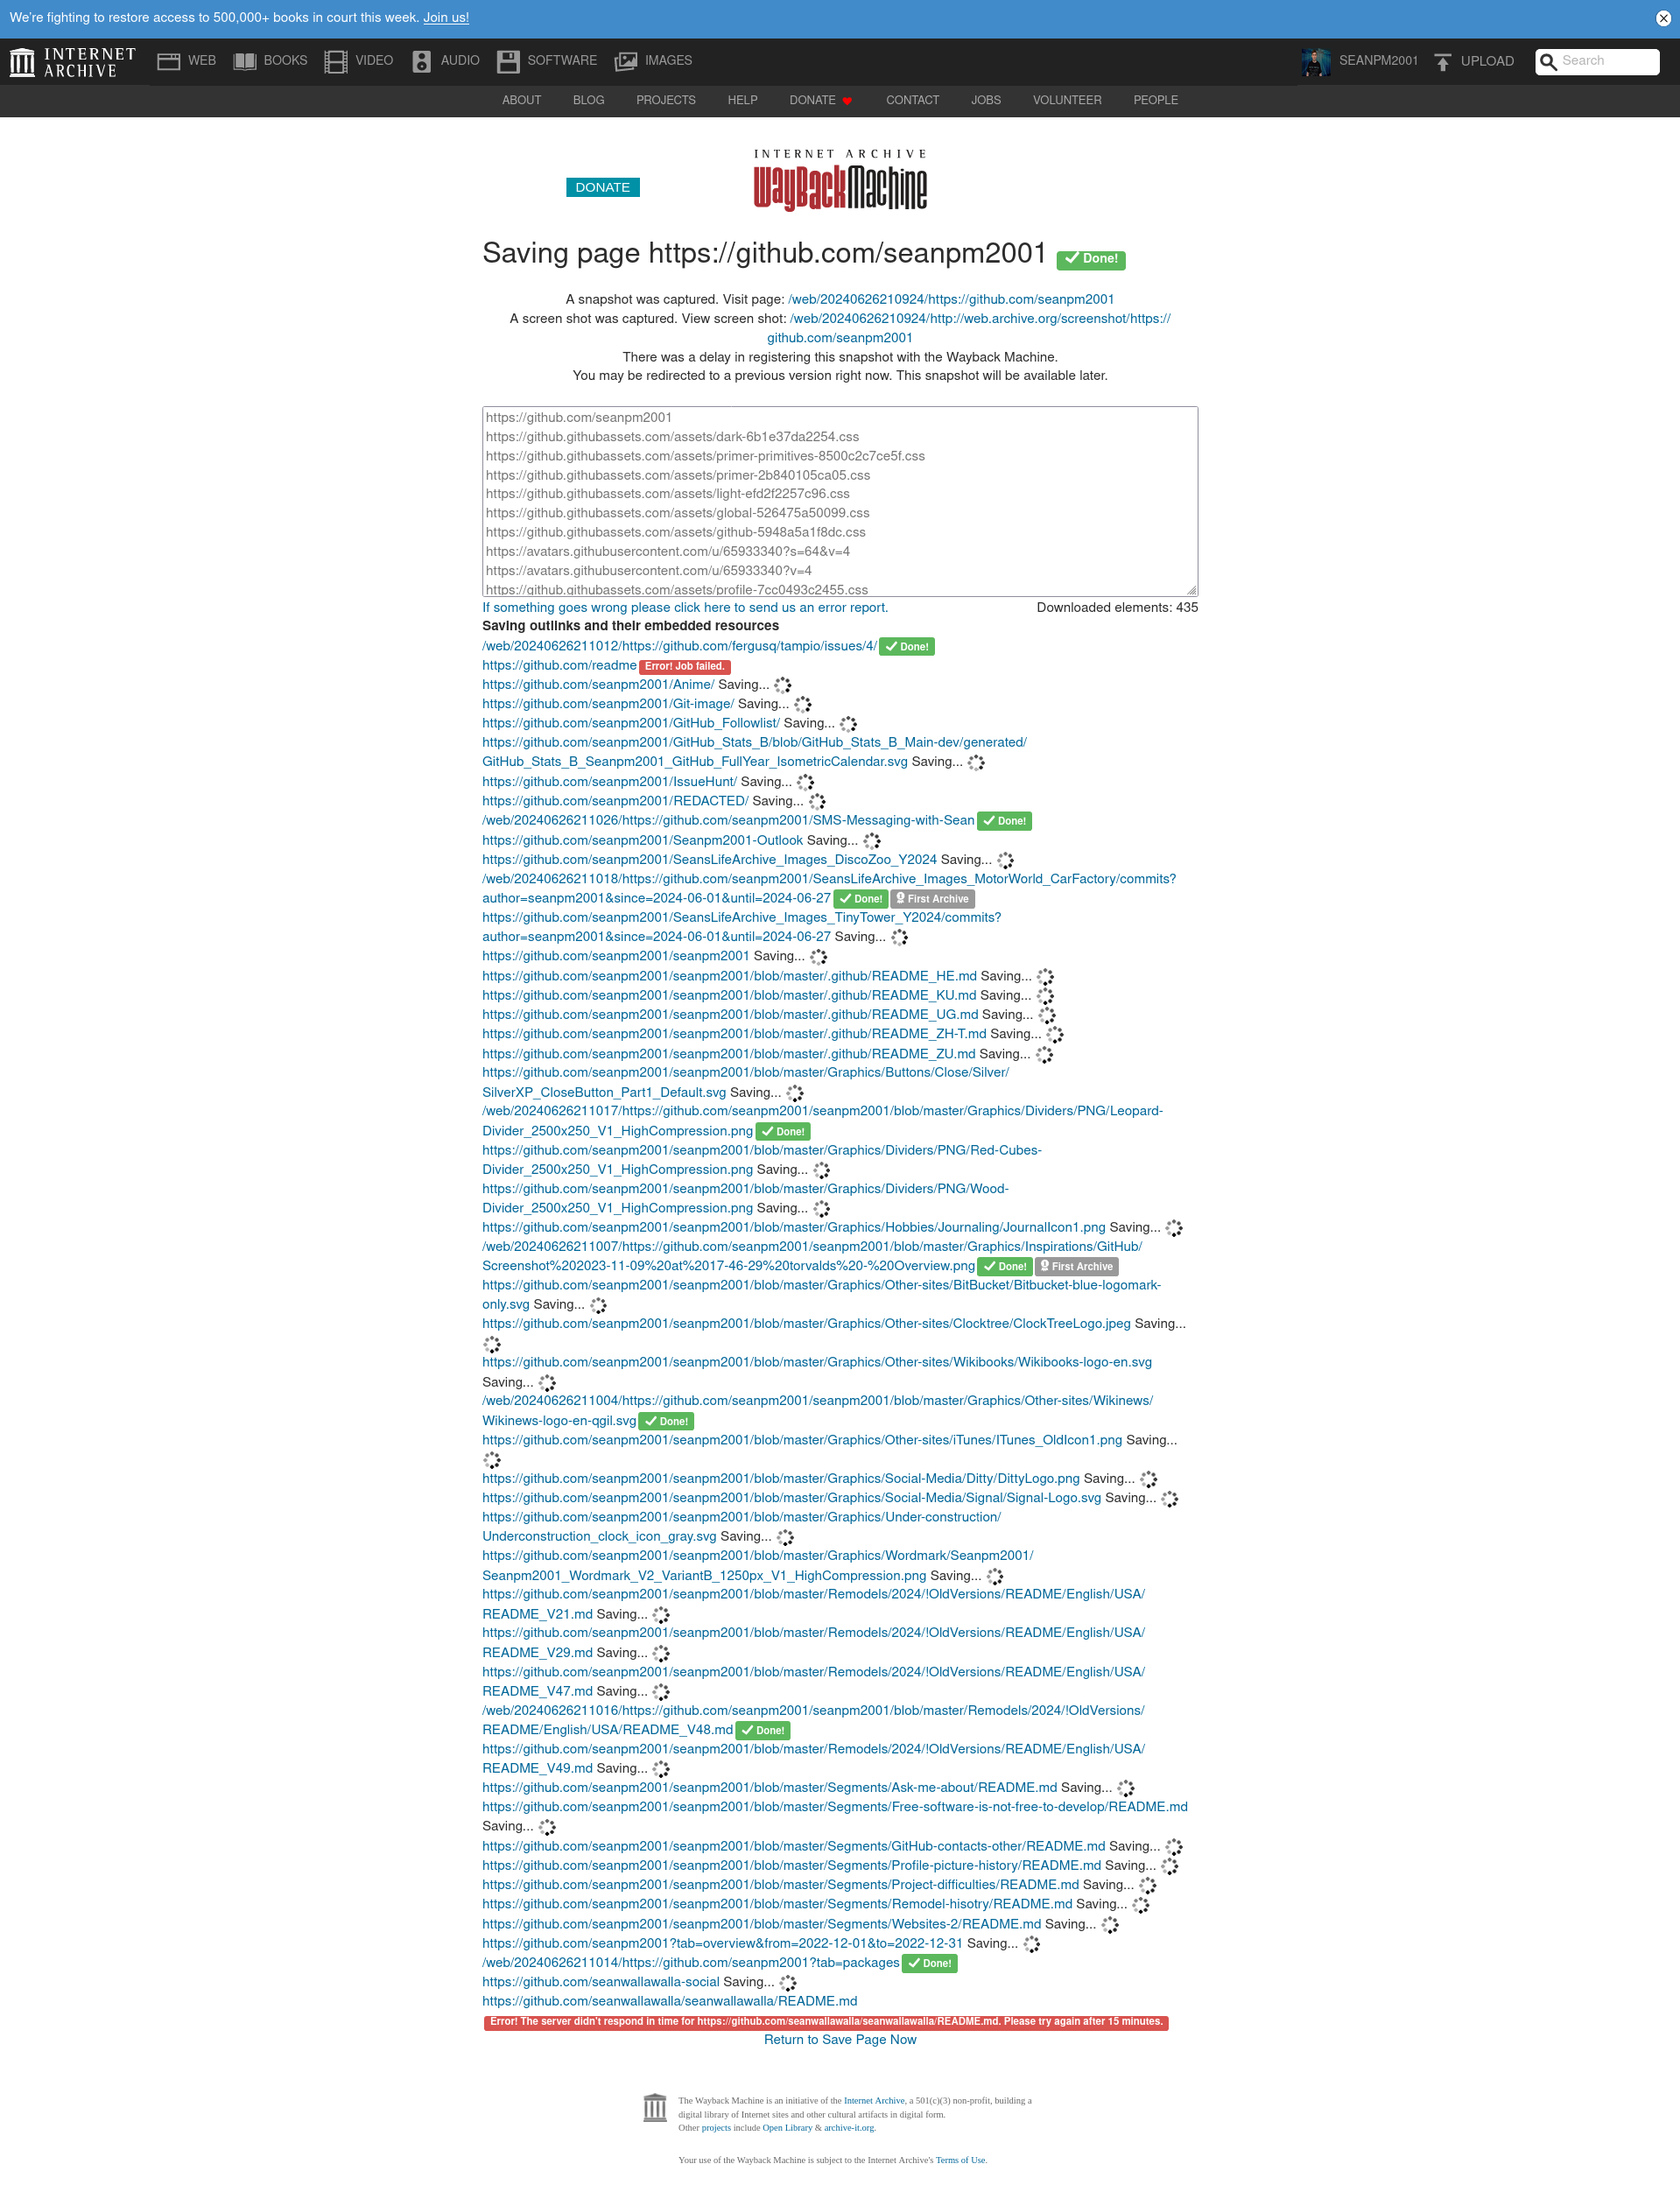 We're fighting to restore access to 500,000+ books in court this week. Join us!
INTERNET ARCHIVE
WEB BOOKS VIDEO AUDIO SOFTWARE IMAGES SEANPM2001 UPLOAD Search
ABOUT BLOG PROJECTS HELP DONATE CONTACT JOBS VOLUNTEER PEOPLE
INTERNET ARCHIVE
DONATE WayBackMachine
Saving page https://github.com/seanpm2001 Done!
A snapshot was captured. Visit page: /web/20240626210924/https://github.com/seanpm2001
A screen shot was captured. View screen shot: /web/20240626210924/http://web.archive.org/screenshot/https://
github.com/seanpm2001
There was a delay in registering this snapshot with the Wayback Machine.
You may be redirected to a previous version right now. This snapshot will be available later.
https://github.com/seanpm2001
https://github.githubassets.com/assets/dark-6b1e37da2254.css
https://github.githubassets.com/assets/primer-primitives-8500c2c7ce5f.css
https://github.githubassets.com/assets/primer-2b840105ca05.css
https://github.githubassets.com/assets/light-efd2f2257c96.css
https://github.githubassets.com/assets/global-526475a50099.css
https://github.githubassets.com/assets/github-5948a5a1f8dc.css
https://avatars.githubusercontent.com/u/65933340?s=64&v=4
https://avatars.githubusercontent.com/u/65933340?v=4
https://github.githubassets.com/assets/profile-7cc0493c2455.css
If something goes wrong please click here to send us an error report. Downloaded elements: 435
Saving outlinks and their embedded resources
/web/20240626211012/https://github.com/fergusq/tampio/issues/4/ Done!
https://github.com/readme Error! Job failed.
https://github.com/seanpm2001/Anime/ Saving...
https://github.com/seanpm2001/Git-image/ Saving...
https://github.com/seanpm2001/GitHub_Followlist/ Saving...
https://github.com/seanpm2001/GitHub_Stats_B/blob/GitHub_Stats_B_Main-dev/generated/
GitHub_Stats_B_Seanpm2001_GitHub_FullYear_IsometricCalendar.svg Saving...
https://github.com/seanpm2001/IssueHunt/ Saving...
https://github.com/seanpm2001/REDACTED/ Saving...
/web/20240626211026/https://github.com/seanpm2001/SMS-Messaging-with-Sean Done!
https://github.com/seanpm2001/Seanpm2001-Outlook Saving...
https://github.com/seanpm2001/SeansLifeArchive_Images_DiscoZoo_Y2024 Saving...
/web/20240626211018/https://github.com/seanpm2001/SeansLifeArchive_Images_MotorWorld_CarFactory/commits?
author=seanpm2001&since=2024-06-01&until=2024-06-27 Done! First Archive
https://github.com/seanpm2001/SeansLifeArchive_Images_TinyTower_Y2024/commits?
author=seanpm2001&since=2024-06-01&until=2024-06-27 Saving...
https://github.com/seanpm2001/seanpm2001 Saving...
https://github.com/seanpm2001/seanpm2001/blob/master/.github/README_HE.md Saving...
https://github.com/seanpm2001/seanpm2001/blob/master/.github/README_KU.md Saving...
https://github.com/seanpm2001/seanpm2001/blob/master/.github/README_UG.md Saving...
https://github.com/seanpm2001/seanpm2001/blob/master/.github/README_ZH-T.md Saving...
https://github.com/seanpm2001/seanpm2001/blob/master/.github/README_ZU.md Saving...
https://github.com/seanpm2001/seanpm2001/blob/master/Graphics/Buttons/Close/Silver/
SilverXP_CloseButton_Part1_Default.svg Saving...
/web/20240626211017/https://github.com/seanpm2001/seanpm2001/blob/master/Graphics/Dividers/PNG/Leopard-
Divider_2500x250_V1_HighCompression.png Done!
https://github.com/seanpm2001/seanpm2001/blob/master/Graphics/Dividers/PNG/Red-Cubes-
Divider_2500x250_V1_HighCompression.png Saving...
https://github.com/seanpm2001/seanpm2001/blob/master/Graphics/Dividers/PNG/Wood-
Divider_2500x250_V1_HighCompression.png Saving...
https://github.com/seanpm2001/seanpm2001/blob/master/Graphics/Hobbies/Journaling/JournalIcon1.png Saving...
/web/20240626211007/https://github.com/seanpm2001/seanpm2001/blob/master/Graphics/Inspirations/GitHub/
Screenshot%202023-11-09%20at%2017-46-29%20torvalds%20-%20Overview.png Done! First Archive
https://github.com/seanpm2001/seanpm2001/blob/master/Graphics/Other-sites/BitBucket/Bitbucket-blue-logomark-
only.svg Saving...
https://github.com/seanpm2001/seanpm2001/blob/master/Graphics/Other-sites/Clocktree/ClockTreeLogo.jpeg Saving...
https://github.com/seanpm2001/seanpm2001/blob/master/Graphics/Other-sites/Wikibooks/Wikibooks-logo-en.svg
Saving...
/web/20240626211004/https://github.com/seanpm2001/seanpm2001/blob/master/Graphics/Other-sites/Wikinews/
Wikinews-logo-en-qgil.svg Done!
https://github.com/seanpm2001/seanpm2001/blob/master/Graphics/Other-sites/iTunes/ITunes_OldIcon1.png Saving...
https://github.com/seanpm2001/seanpm2001/blob/master/Graphics/Social-Media/Ditty/DittyLogo.png Saving...
https://github.com/seanpm2001/seanpm2001/blob/master/Graphics/Social-Media/Signal/Signal-Logo.svg Saving...
https://github.com/seanpm2001/seanpm2001/blob/master/Graphics/Under-construction/
Underconstruction_clock_icon_gray.svg Saving...
https://github.com/seanpm2001/seanpm2001/blob/master/Graphics/Wordmark/Seanpm2001/
Seanpm2001_Wordmark_V2_VariantB_1250px_V1_HighCompression.png Saving...
https://github.com/seanpm2001/seanpm2001/blob/master/Remodels/2024/!OldVersions/README/English/USA/
README_V21.md Saving...
https://github.com/seanpm2001/seanpm2001/blob/master/Remodels/2024/!OldVersions/README/English/USA/
README_V29.md Saving...
https://github.com/seanpm2001/seanpm2001/blob/master/Remodels/2024/!OldVersions/README/English/USA/
README_V47.md Saving...
/web/20240626211016/https://github.com/seanpm2001/seanpm2001/blob/master/Remodels/2024/!OldVersions/
README/English/USA/README_V48.md Done!
https://github.com/seanpm2001/seanpm2001/blob/master/Remodels/2024/!OldVersions/README/English/USA/
README_V49.md Saving...
https://github.com/seanpm2001/seanpm2001/blob/master/Segments/Ask-me-about/README.md Saving...
https://github.com/seanpm2001/seanpm2001/blob/master/Segments/Free-software-is-not-free-to-develop/README.md
Saving...
https://github.com/seanpm2001/seanpm2001/blob/master/Segments/GitHub-contacts-other/README.md Saving...
https://github.com/seanpm2001/seanpm2001/blob/master/Segments/Profile-picture-history/README.md Saving...
https://github.com/seanpm2001/seanpm2001/blob/master/Segments/Project-difficulties/README.md Saving...
https://github.com/seanpm2001/seanpm2001/blob/master/Segments/Remodel-hisotry/README.md Saving...
https://github.com/seanpm2001/seanpm2001/blob/master/Segments/Websites-2/README.md Saving...
https://github.com/seanpm2001?tab=overview&from=2022-12-01&to=2022-12-31 Saving...
/web/20240626211014/https://github.com/seanpm2001?tab=packages Done!
https://github.com/seanwallawalla-social Saving...
https://github.com/seanwallawalla/seanwallawalla/README.md
Error! The server didn't respond in time for https://github.com/seanwallawalla/seanwallawalla/README.md. Please try again after 15 minutes.
Return to Save Page Now
The Wayback Machine is an initiative of the Internet Archive, a 501(c)(3) non-profit, building a
digital library of Internet sites and other cultural artifacts in digital form.
Other projects include Open Library & archive-it.org.
Your use of the Wayback Machine is subject to the Internet Archive's Terms of Use.